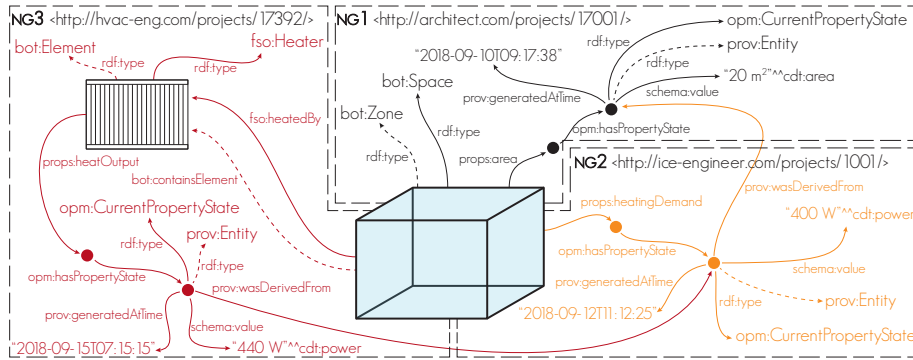 NG3 <http://hvac-eng.com/projects/17392/>
bot:Element
fso:Heater
rdf:type
rdf:type
fso:heatedBy
props:heatOutput
bot:containsElement
opm:CurrentPropertyState
rdf:type
prov:Entity
rdf:type
opm:hasPropertyState
prov:generatedAtTime
prov:wasDerivedFrom
schema:value
"2018-09-15T07:15:15"
"440 W"^^cdt:power
NG1 <http://architect.com/projects/17001/>
opm:CurrentPropertyState
rdf:type
prov:Entity
rdf:type
"2018-09-10T09:17:38"
"20 m²"^^cdt:area
schema:value
prov:generatedAtTime
bot:Space
bot:Zone
rdf:type
rdf:type
opm:hasPropertyState
props:area
NG2 <http://ice-engineer.com/projects/1001/>
prov:wasDerivedFrom
props:heatingDemand
"400 W"^^cdt:power
opm:hasPropertyState
schema:value
prov:generatedAtTime
rdf:type
prov:Entity
"2018-09-12T11:12:25"
opm:CurrentPropertyState